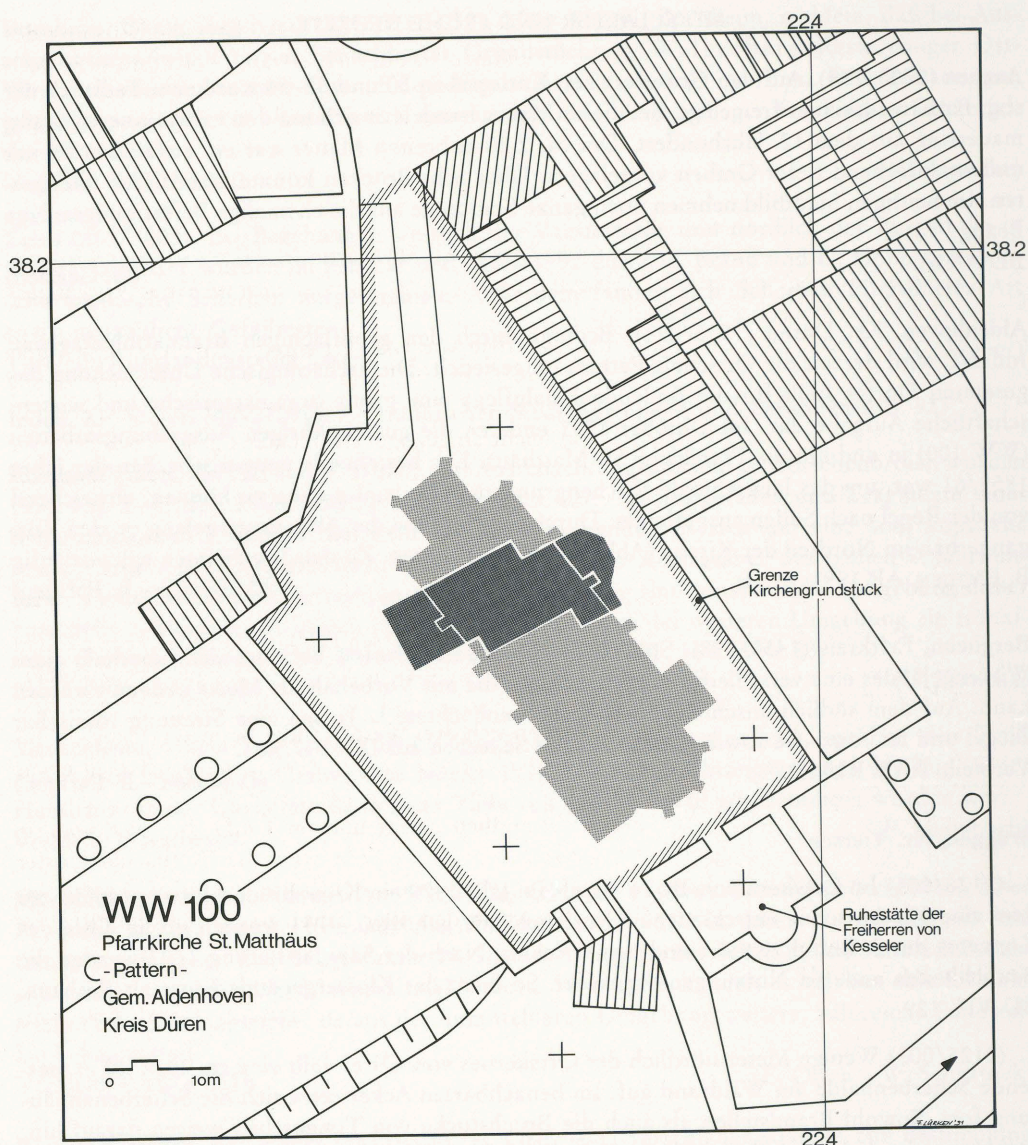 224
38.2
38.2
Grenze
Kirchengrundstück
Ruhestätte der
Freiherren von
Kesseler
WW 100
Pfarrkirche St. Matthäus
- Pattern -
Gem. Aldenhoven
Kreis Düren
0 10m
224